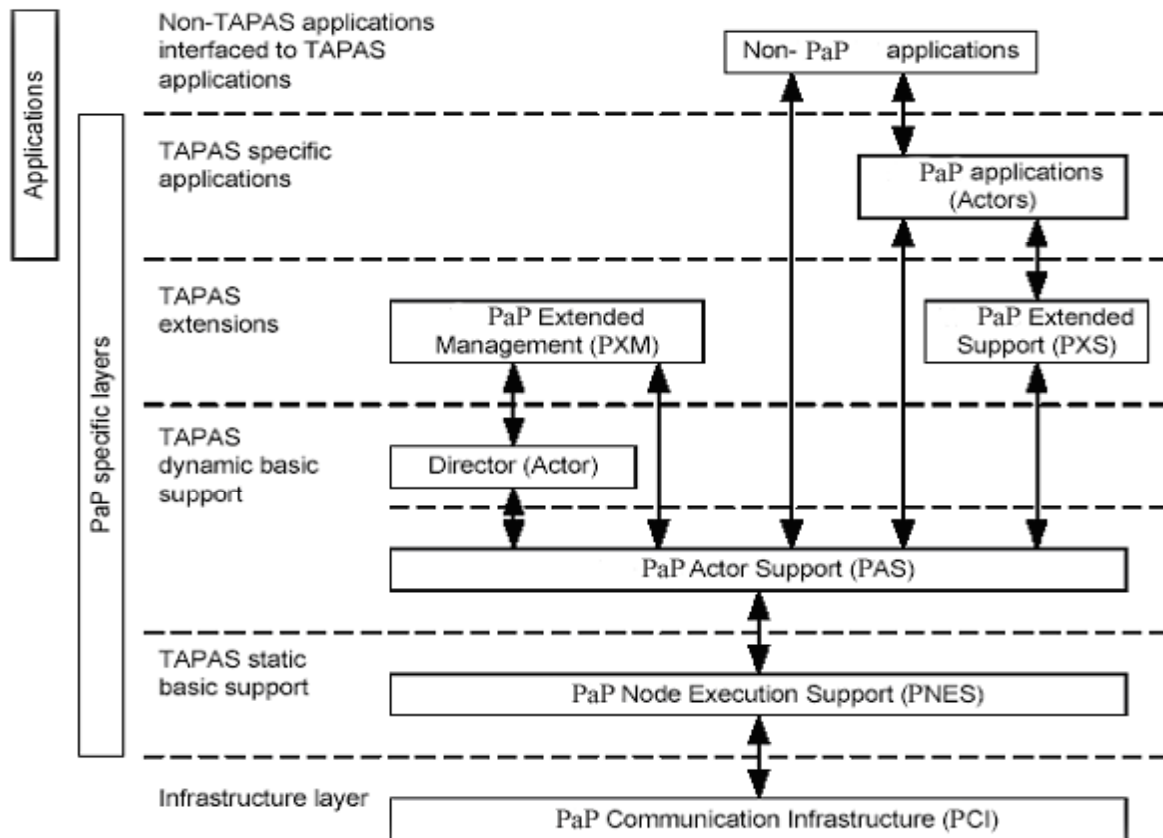 Applications
PaP specific layers
Non-TAPAS applications
interfaced to TAPAS
applications
Non- PaP applications
TAPAS specific
applications
PaP applications
(Actors)
TAPAS
extensions
PaP Extended
Management (PXM)
PaP Extended
Support (PXS)
TAPAS
dynamic basic
support
Director (Actor)
PaP Actor Support (PAS)
TAPAS static
basic support
PaP Node Execution Support (PNES)
Infrastructure layer
PaP Communication Infrastructure (PCI)